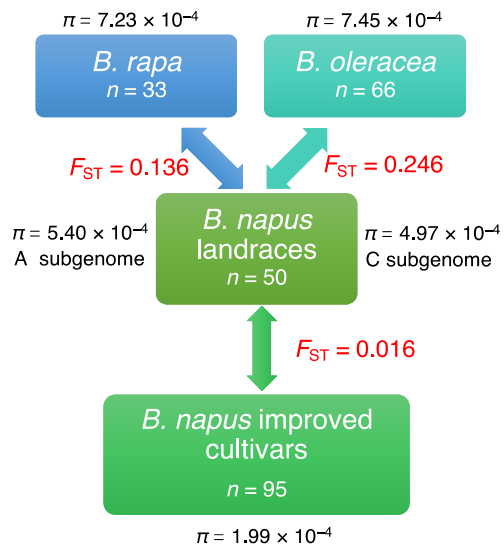 π = 7.23 × 10⁻⁴
π = 7.45 × 10⁻⁴
B. rapa
n = 33
B. oleracea
n = 66
FST = 0.136
FST = 0.246
π = 5.40 × 10⁻⁴
A subgenome
B. napus
landraces
n = 50
π = 4.97 × 10⁻⁴
C subgenome
FST = 0.016
B. napus improved
cultivars
n = 95
π = 1.99 × 10⁻⁴